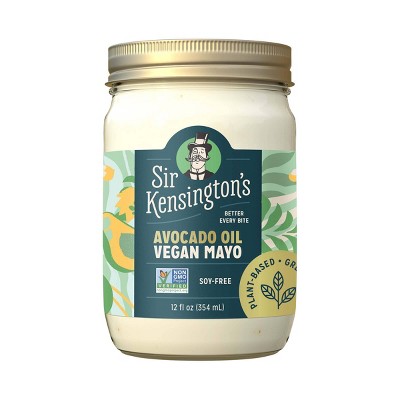 Sir
Kensington's
BETTER
EVERY BITE
AVOCADO OIL
VEGAN MAYO
NON
GMO
VERIFIED
SOY-FREE
12 fl oz (354 mL)
PLANT-BASED •